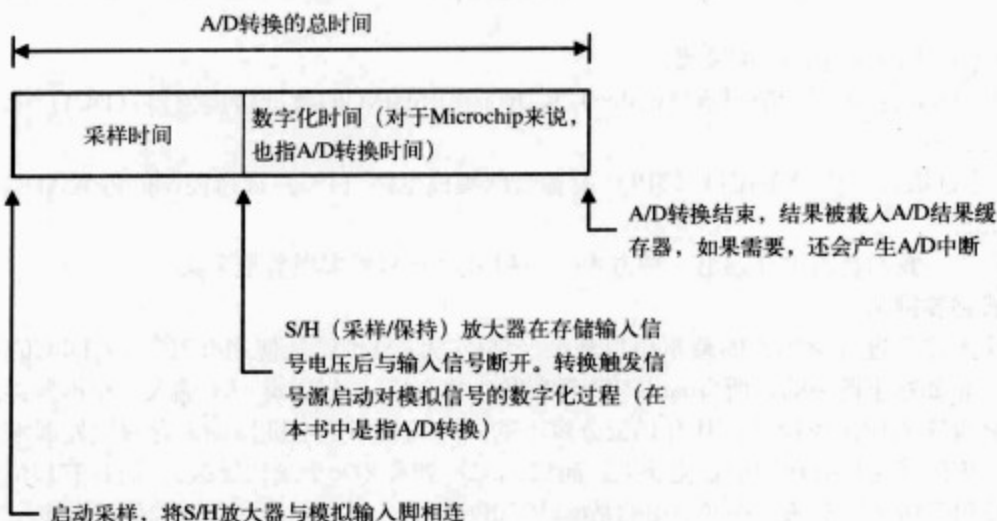 A/D转换的总时间
采样时间
数字化时间（对于Microchip来说，
也指A/D转换时间）
A/D转换结束，结果被载入A/D结果缓
存器，如果需要，还会产生A/D中断
S/H（采样/保持）放大器在存储输入信
号电压后与输入信号断开。转换触发信
号源启动对模拟信号的数字化过程（在
本书中是指A/D转换）
启动采样，将S/H放大器与模拟输入脚相连